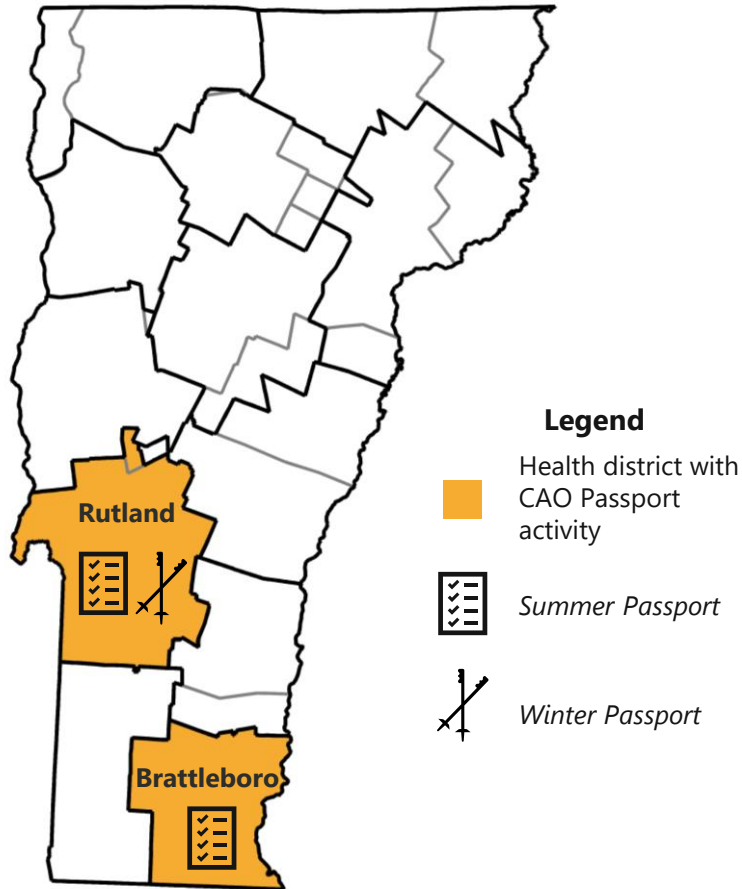 Legend
Health district with
CAO Passport
activity
Rutland
Summer Passport
Winter Passport
Brattleboro